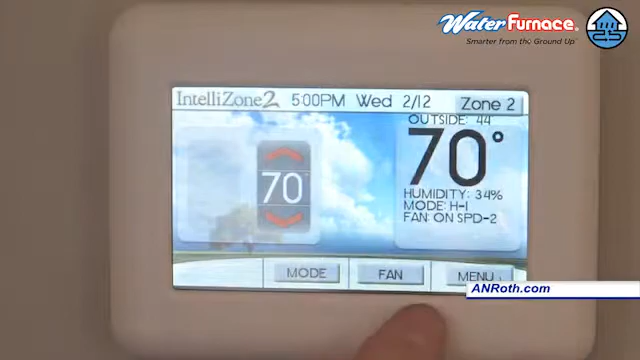 WaterFurnace®
Smarter from the Ground Up™
IntelliZone2 5:00PM Wed 2/12 Zone 2
OUTSIDE: 44
70°
70
HUMIDITY: 34%
MODE: H-1
FAN: ON SPD-2
MODE FAN MENU
ANRoth.com